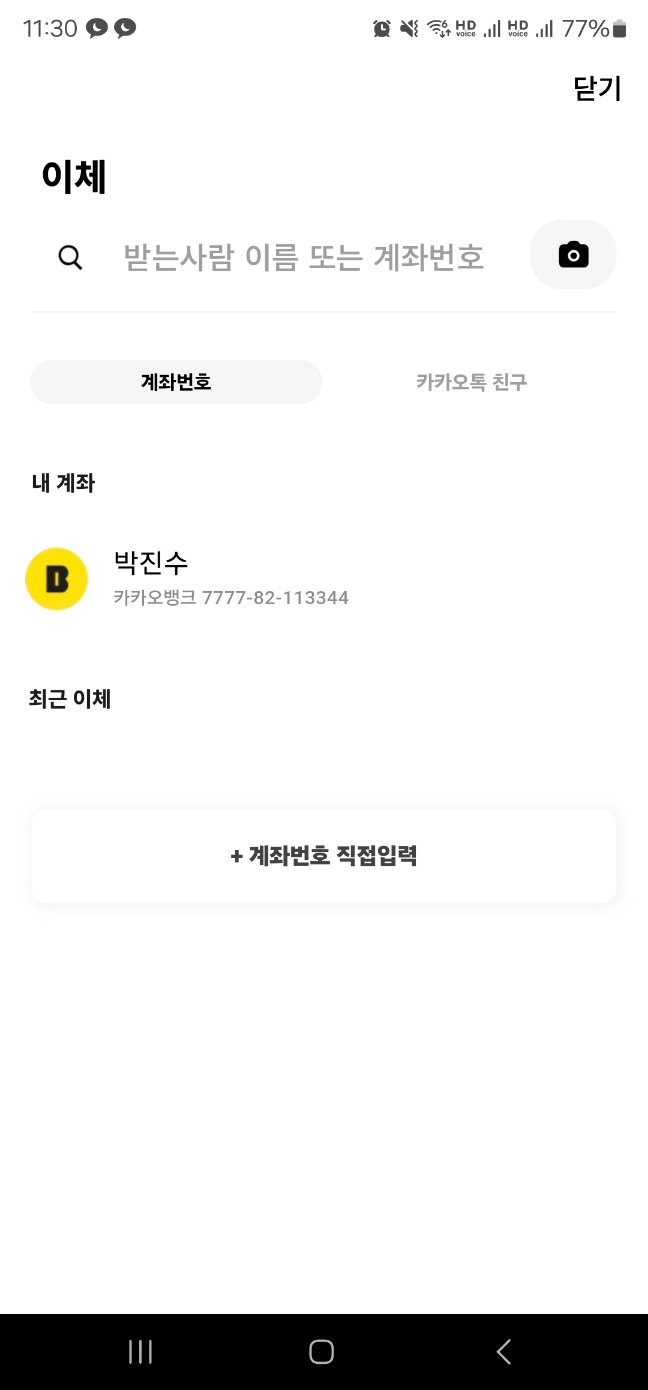 11:30 HD voice HD voice 77%
닫기
이체
받는사람 이름 또는 계좌번호
계좌번호 카카오톡 친구
내 계좌
B
박진수
카카오뱅크 7777-82-113344
최근 이체
+ 계좌번호 직접입력